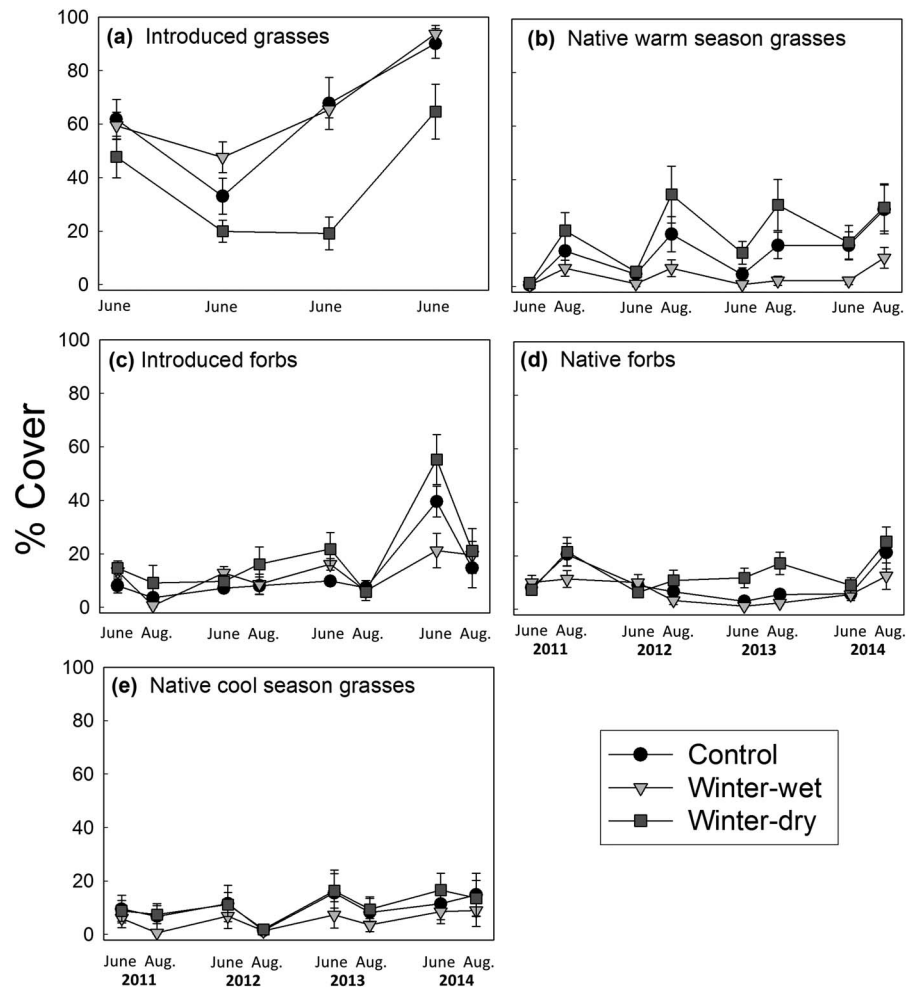 % Cover
(a) Introduced grasses
100
80
60
40
20
0
June June June June
(b) Native warm season grasses
June Aug. June Aug. June Aug. June Aug.
(c) Introduced forbs
100
80
60
40
20
0
June Aug. June Aug. June Aug. June Aug.
(d) Native forbs
June Aug. June Aug. June Aug. June Aug.
2011 2012 2013 2014
(e) Native cool season grasses
100
80
60
40
20
0
June Aug. June Aug. June Aug. June Aug.
2011 2012 2013 2014
Control
Winter-wet
Winter-dry